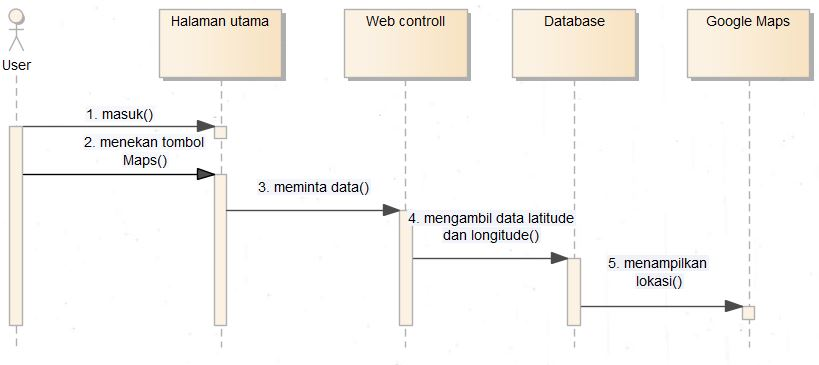 Halaman utama
Web controll
Database
Google Maps
User
1. masuk()
2. menekan tombol
Maps()
3. meminta data()
4. mengambil data latitude
dan longitude()
5. menampilkan
lokasi()